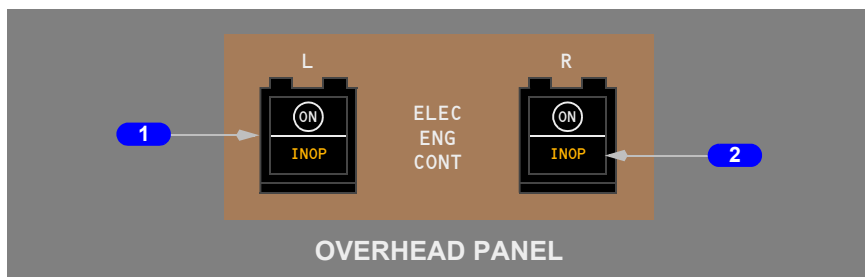 L
R
ON
ON
ELEC
ENG
CONT
INOP
INOP
1
2
OVERHEAD PANEL